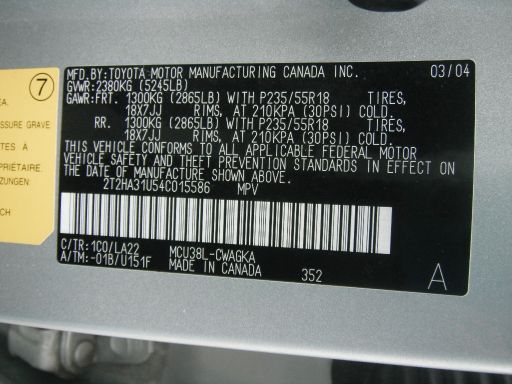 7
EA.
SSURE GRAVE
TS À
PRIÉTAIRE.
ZUNGEN:
CH
MFD.BY:TOYOTA MOTOR MANUFACTURING CANADA INC. 03/04
GVWR:2380KG (5245LB)
GAWR:FRT. 1300KG (2865LB) WITH P235/55R18 TIRES,
18X7JJ RIMS, AT 210KPA (30PSI) COLD.
RR. 1300KG (2865LB) WITH P235/55R18 TIRES,
18X7JJ RIMS, AT 210KPA (30PSI) COLD.
THIS VEHICLE CONFORMS TO ALL APPLICABLE FEDERAL MOTOR
VEHICLE SAFETY AND THEFT PREVENTION STANDARDS IN EFFECT ON
THE DATE OF MANUFACTURE SHOWN ABOVE.
2T2HA31U54C015586 MPV
C/TR:1C0/LA22 MCU38L-CWAGKA
A/TM:-01B/U151F MADE IN CANADA 352 A